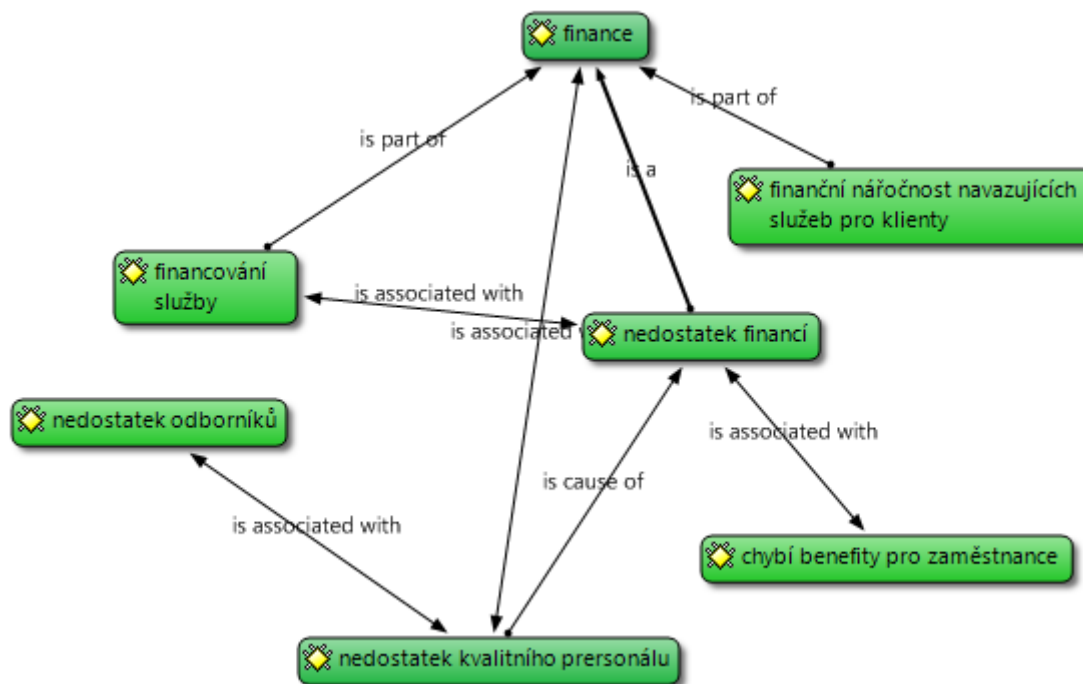 finance
is part of
is part of
is a
finanční nářočnost navazujících
služeb pro klienty
financování
služby
is associated with
is associated
nedostatek financí
nedostatek odborníků
is associated with
is cause of
is associated with
chybí benefity pro zaměstnance
nedostatek kvalitního prersonálu